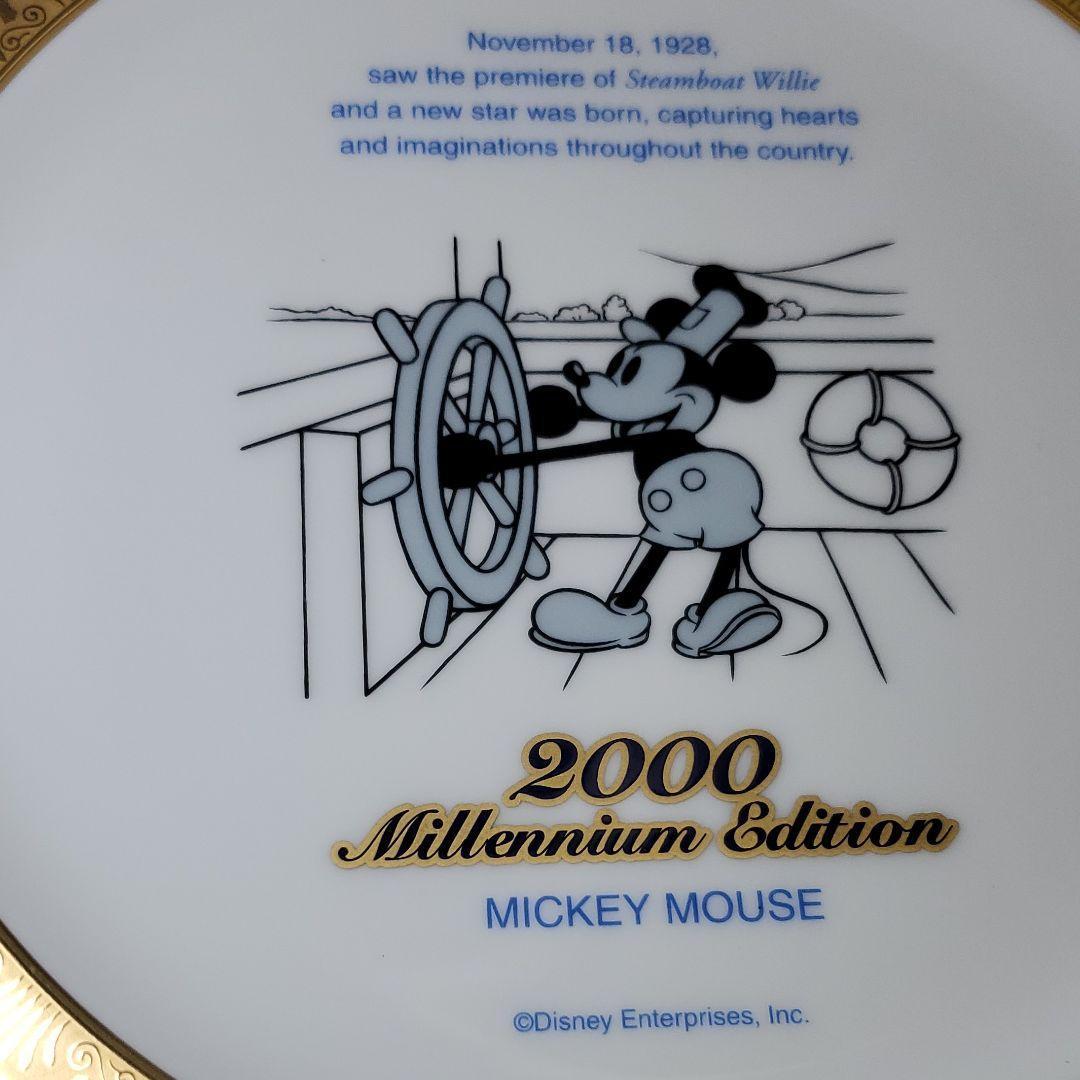 November 18, 1928,
saw the premiere of Steamboat Willie
and a new star was born, capturing hearts
and imaginations throughout the country.
2000
Millennium Edition
MICKEY MOUSE
©Disney Enterprises, Inc.